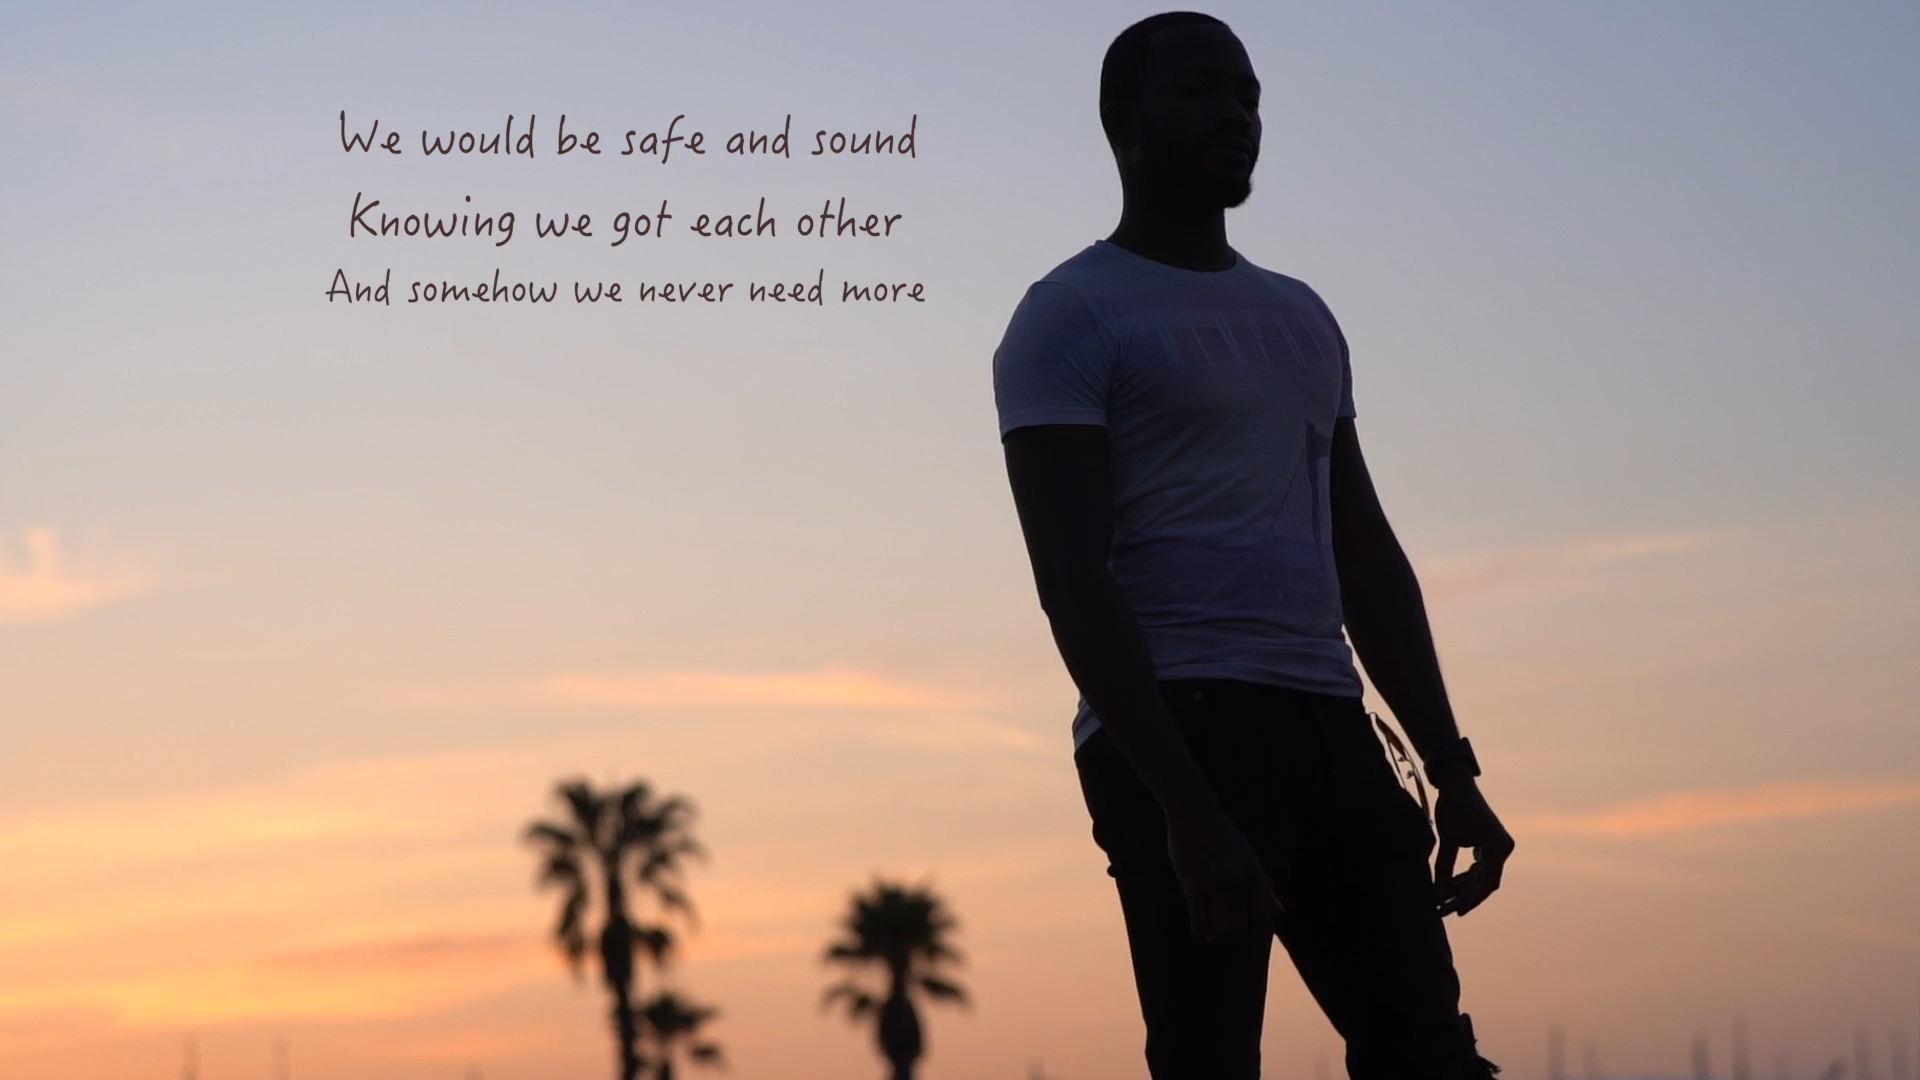 We would be safe and sound
Knowing we got each other
And somehow we never need more